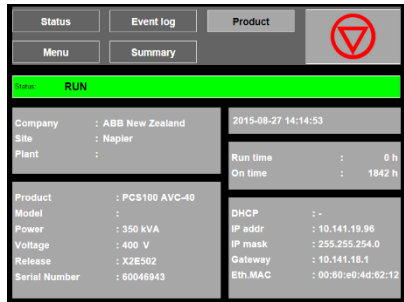 Status Event log Product
Menu Summary
Status: RUN
Company : ABB New Zealand
Site : Napier
Plant :
2015-08-27 14:14:53
Run time : 0 h
On time : 1842 h
Product : PCS100 AVC-40
Model :
Power : 350 kVA
Voltage : 400 V
Release : X2E502
Serial Number : 60046943
DHCP : -
IP addr : 10.141.19.96
IP mask : 255.255.254.0
Gateway : 10.141.18.1
Eth.MAC : 00:60:e0:4d:62:12